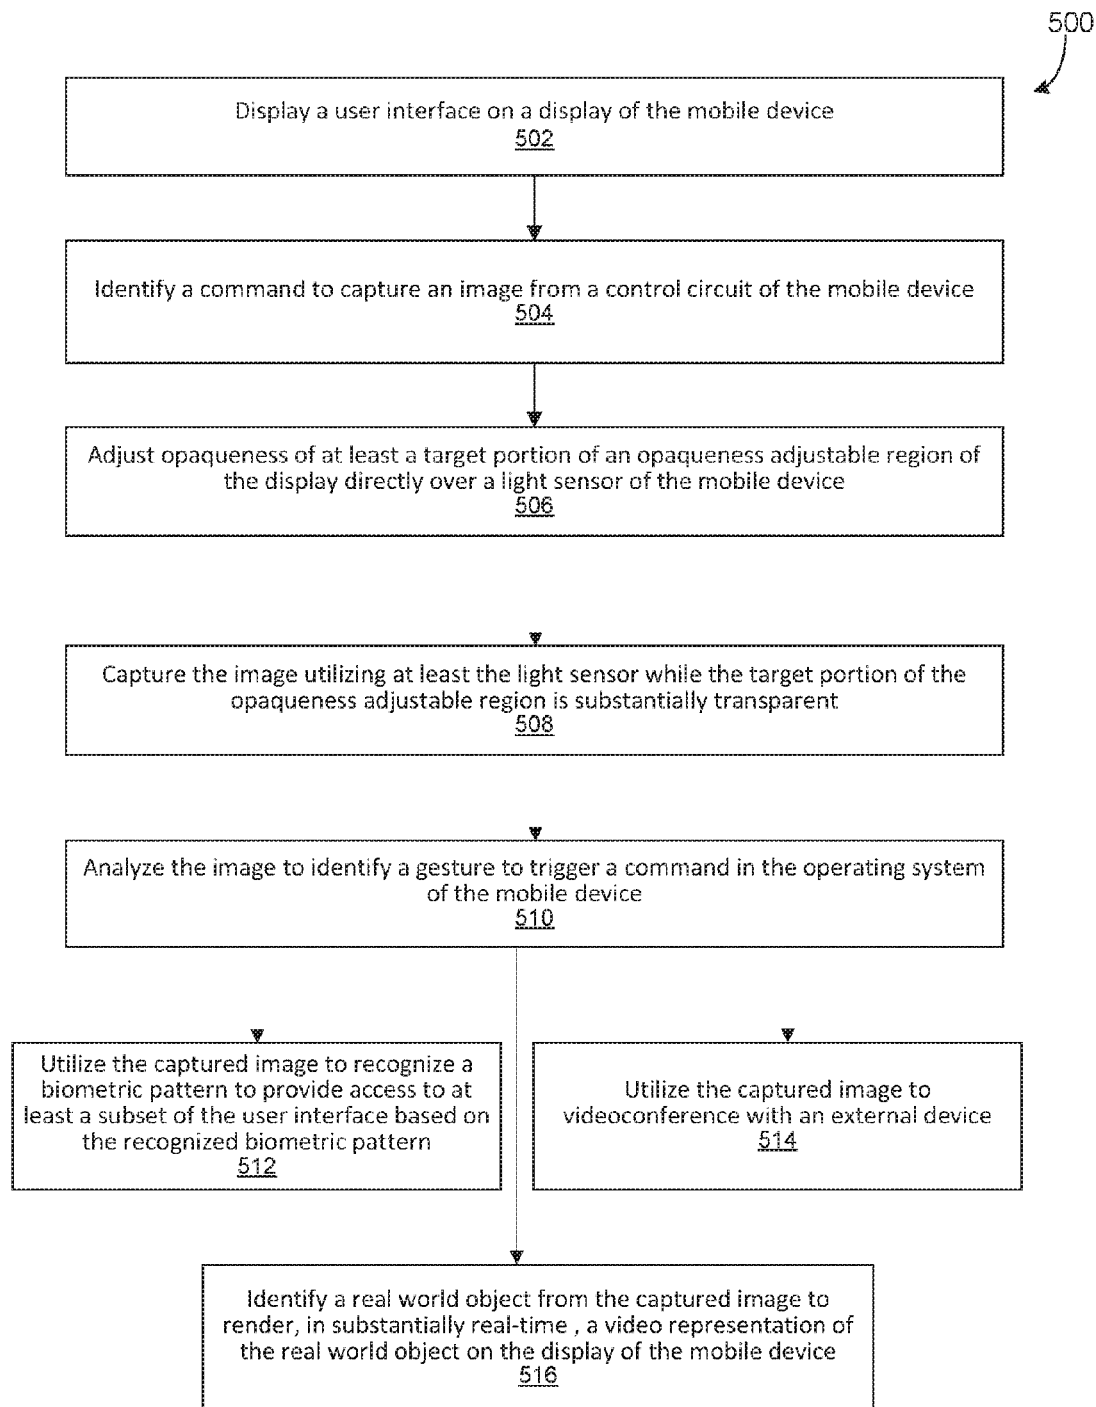 500
Display a user interface on a display of the mobile device
502
Identify a command to capture an image from a control circuit of the mobile device
504
Adjust opaqueness of at least a target portion of an opaqueness adjustable region of
the display directly over a light sensor of the mobile device
506
Capture the image utilizing at least the light sensor while the target portion of the
opaqueness adjustable region is substantially transparent
508
Analyze the image to identify a gesture to trigger a command in the operating system
of the mobile device
510
Utilize the captured image to recognize a
biometric pattern to provide access to at
least a subset of the user interface based on
the recognized biometric pattern
512
Utilize the captured image to
videoconference with an external device
514
Identify a real world object from the captured image to
render, in substantially real-time , a video representation of
the real world object on the display of the mobile device
516